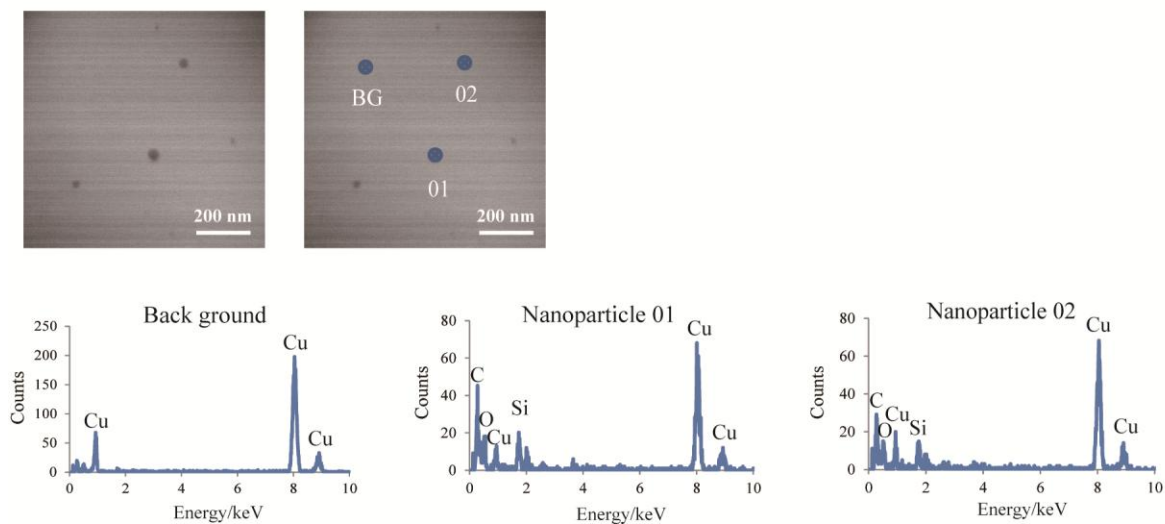 200 nm
BG
02
01
200 nm
Back ground
Counts
250
200
150
100
50
0
Cu
Cu
Cu
0 2 4 6 8 10
Energy/keV
Nanoparticle 01
Counts
80
60
40
20
0
C
O
Cu
Si
Cu
Cu
0 2 4 6 8 10
Energy/keV
Nanoparticle 02
Counts
80
60
40
20
0
C
O
Cu
Si
Cu
Cu
0 2 4 6 8 10
Energy/keV